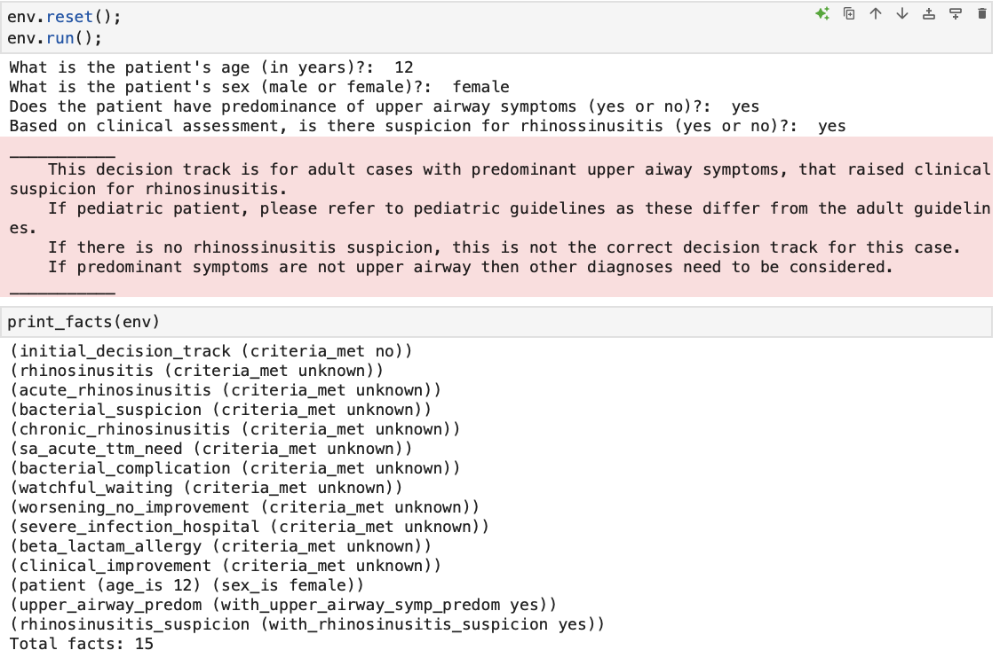 env.reset();
env.run();
What is the patient's age (in years)?:  12
What is the patient's sex (male or female)?:  female
Does the patient have predominance of upper airway symptoms (yes or no)?:  yes
Based on clinical assessment, is there suspicion for rhinossinusitis (yes or no)?:  yes
___________
    This decision track is for adult cases with predominant upper aiway symptoms, that raised clinical
suspicion for rhinosinusitis.
    If pediatric patient, please refer to pediatric guidelines as these differ from the adult guidelin
es.
    If there is no rhinossinusitis suspicion, this is not the correct decision track for this case.
    If predominant symptoms are not upper airway then other diagnoses need to be considered.
___________
print_facts(env)
(initial_decision_track (criteria_met no))
(rhinosinusitis (criteria_met unknown))
(acute_rhinosinusitis (criteria_met unknown))
(bacterial_suspicion (criteria_met unknown))
(chronic_rhinosinusitis (criteria_met unknown))
(sa_acute_ttm_need (criteria_met unknown))
(bacterial_complication (criteria_met unknown))
(watchful_waiting (criteria_met unknown))
(worsening_no_improvement (criteria_met unknown))
(severe_infection_hospital (criteria_met unknown))
(beta_lactam_allergy (criteria_met unknown))
(clinical_improvement (criteria_met unknown))
(patient (age_is 12) (sex_is female))
(upper_airway_predom (with_upper_airway_symp_predom yes))
(rhinosinusitis_suspicion (with_rhinosinusitis_suspicion yes))
Total facts: 15